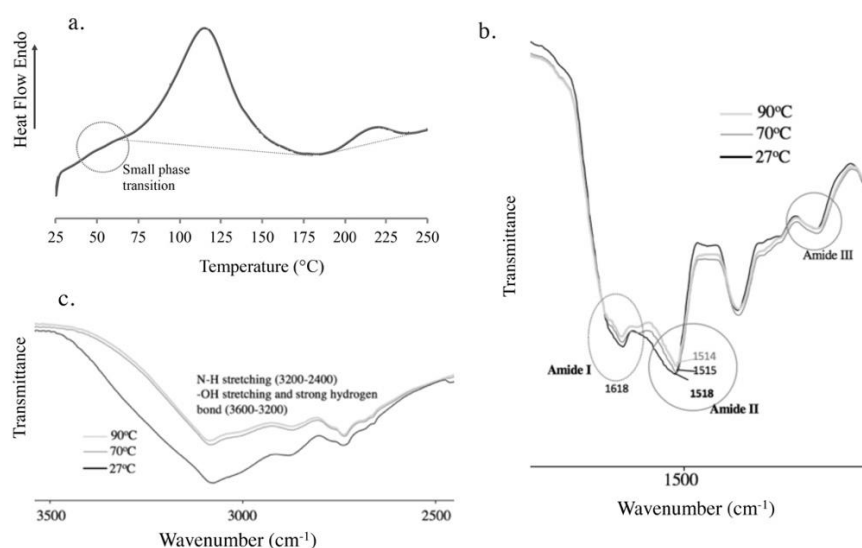 a.
Heat Flow Endo
Small phase
transition
25 50 75 100 125 150 175 200 225 250
Temperature (°C)
b.
90°C
70°C
27°C
Transmittance
Amide III
Amide I
1618
1514
1515
1518
Amide II
1500
Wavenumber (cm⁻¹)
c.
N-H stretching (3200-2400)
-OH stretching and strong hydrogen
bond (3600-3200)
Transmittance
90°C
70°C
27°C
3500 3000 2500
Wavenumber (cm⁻¹)